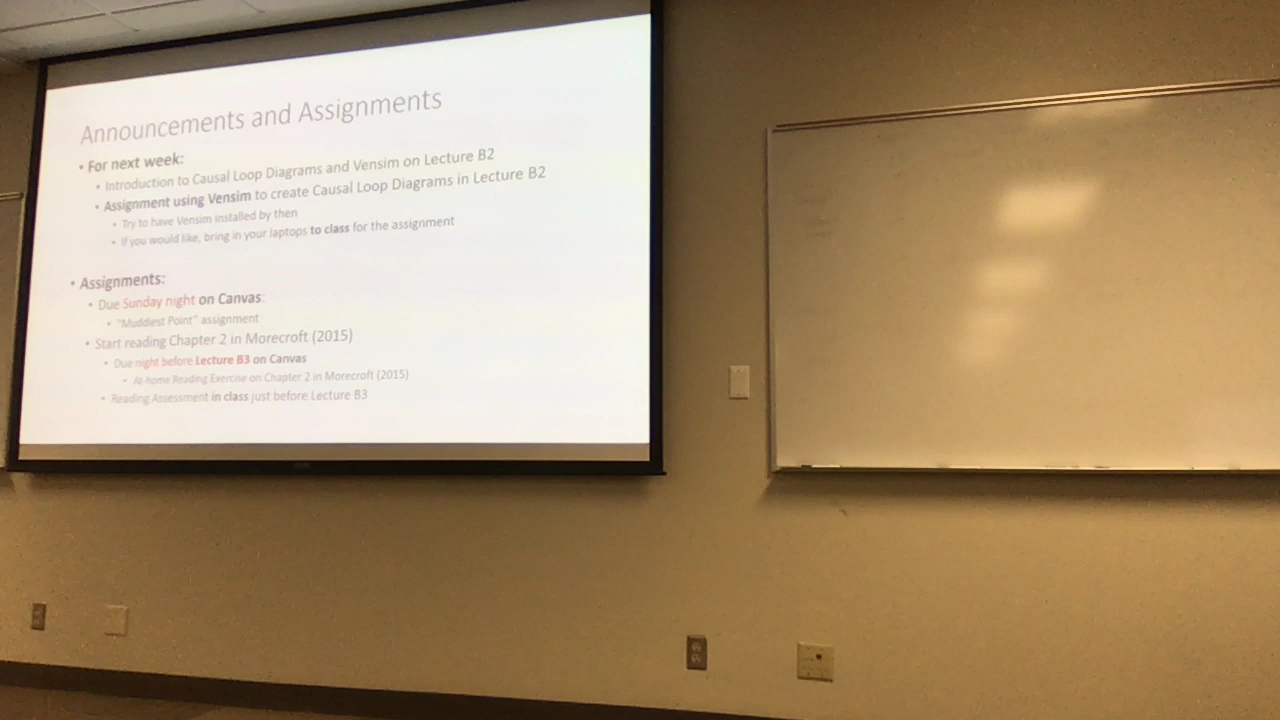 Announcements and Assignments
• For next week:
• Introduction to Causal Loop Diagrams and Vensim on Lecture B2
• Assignment using Vensim to create Causal Loop Diagrams in Lecture B2
• Try to have Vensim installed by then
• If you would like, bring in your laptops to class for the assignment
• Assignments:
• Due Sunday night on Canvas:
• "Muddiest Point" assignment
• Start reading Chapter 2 in Morecroft (2015)
• Due night before Lecture B3 on Canvas
• At-home Reading Exercise on Chapter 2 in Morecroft (2015)
• Reading Assessment in class just before Lecture B3